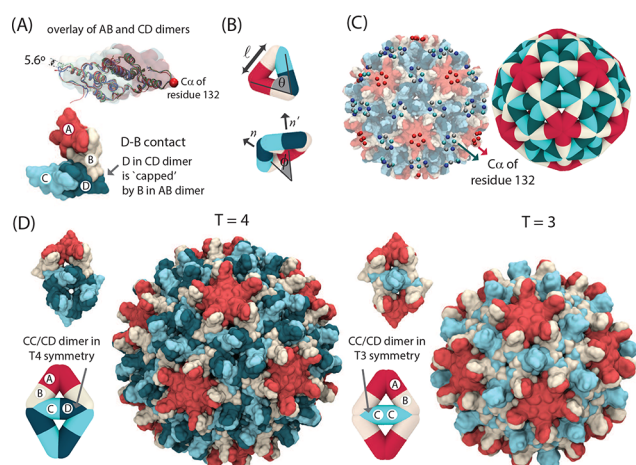 (A)
overlay of AB and CD dimers
5.6º
Cα of
residue 132
A
B
C
D
D-B contact
D in CD dimer
is `capped'
by B in AB dimer
(B)
ℓ
θ
n
n'
ϕ
(C)
Cα of
residue 132
(D)
T = 4
CC/CD dimer in
T4 symmetry
A
B
C
D
T = 3
CC/CD dimer in
T3 symmetry
A
B
C
C